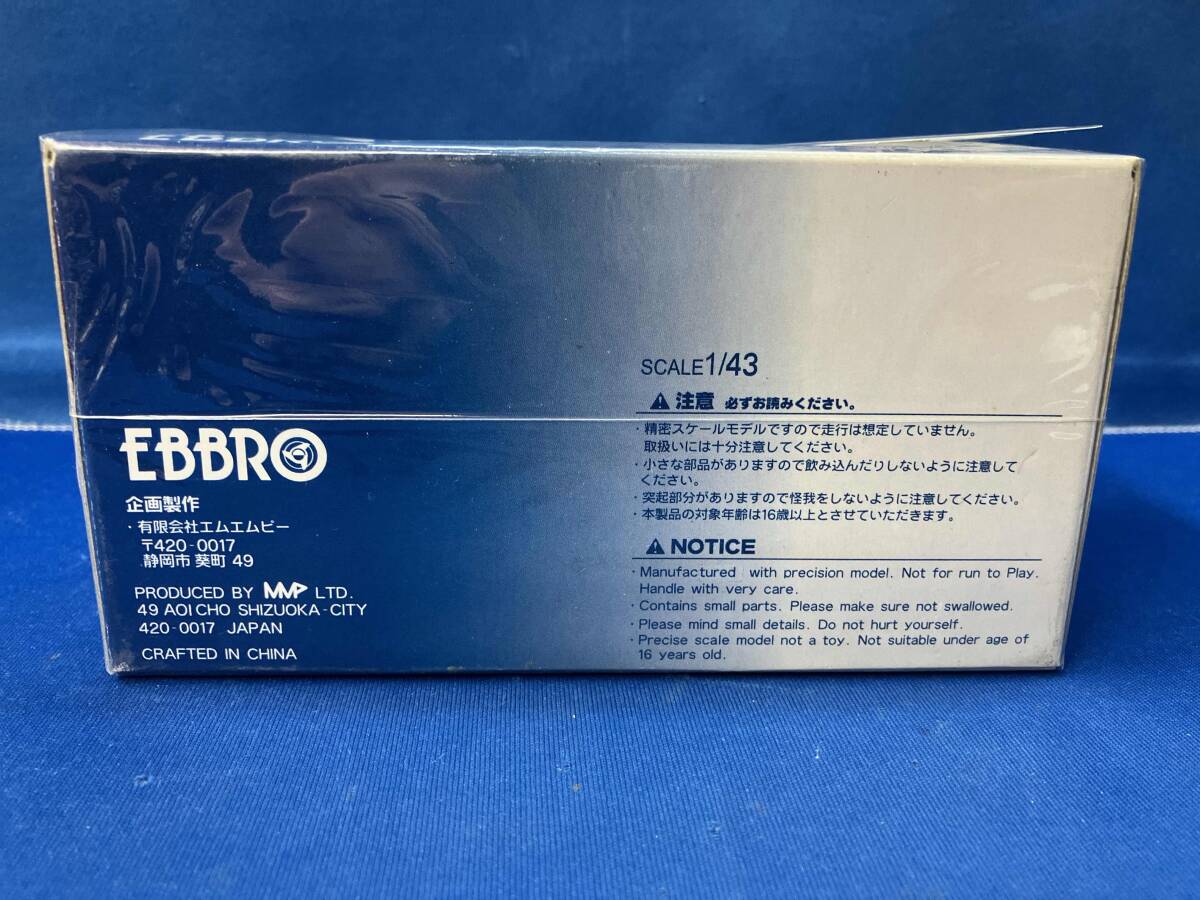 EBBRO
EBBRO
企画製作
・有限会社エムエムピー
〒420-0017
静岡市 葵町 49
PRODUCED BY MMP LTD.
49 AOI CHO SHIZUOKA-CITY
420-0017 JAPAN
CRAFTED IN CHINA
SCALE1/43
注意 必ずお読みください。
・精密スケールモデルですので走行は想定していません。
取扱いには十分注意してください。
・小さな部品がありますので飲み込んだりしないように注意して
ください。
・突起部分がありますので怪我をしないように注意してください。
・本製品の対象年齢は16歳以上とさせていただきます。
NOTICE
・Manufactured with precision model. Not for run to Play.
Handle with very care.
・Contains small parts. Please make sure not swallowed.
・Please mind small details. Do not hurt yourself.
・Precise scale model not a toy. Not suitable under age of
16 years old.